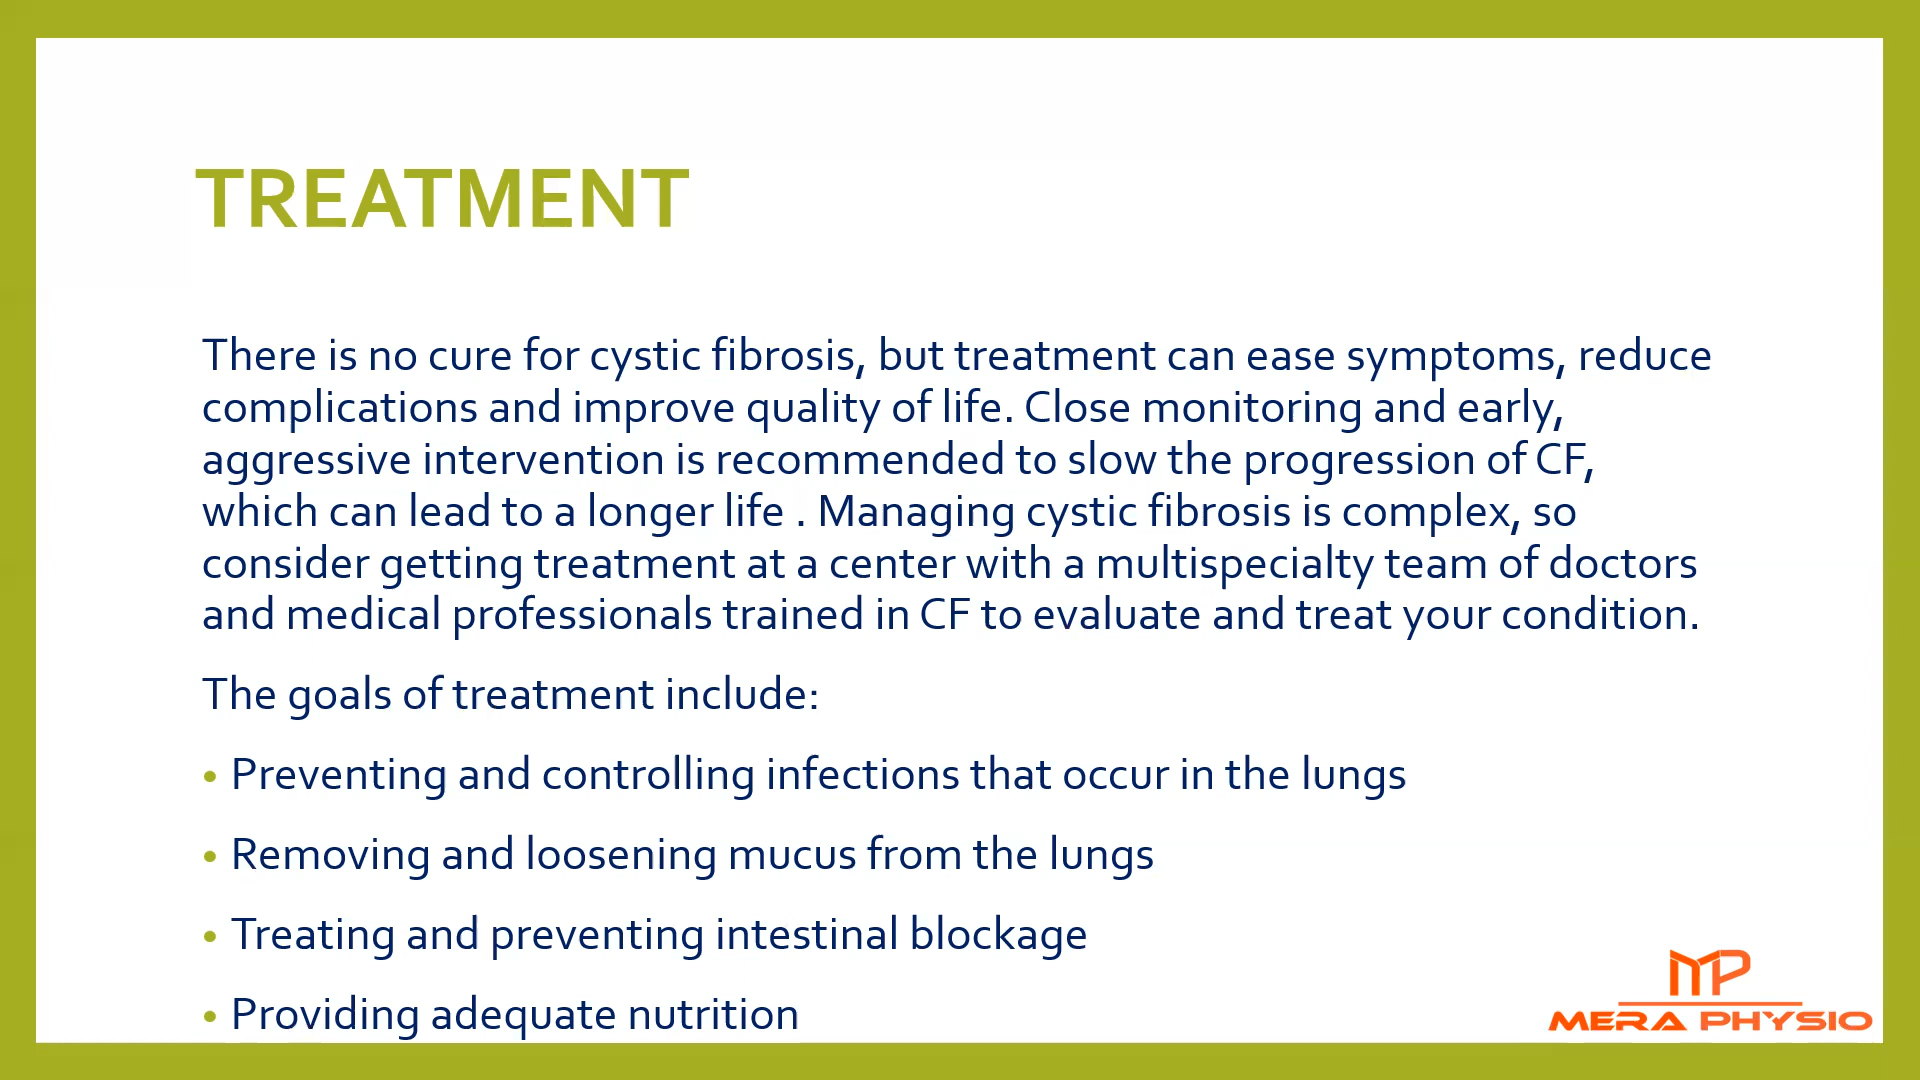 TREATMENT
There is no cure for cystic fibrosis, but treatment can ease symptoms, reduce
complications and improve quality of life. Close monitoring and early,
aggressive intervention is recommended to slow the progression of CF,
which can lead to a longer life . Managing cystic fibrosis is complex, so
consider getting treatment at a center with a multispecialty team of doctors
and medical professionals trained in CF to evaluate and treat your condition.
The goals of treatment include:
• Preventing and controlling infections that occur in the lungs
• Removing and loosening mucus from the lungs
• Treating and preventing intestinal blockage
• Providing adequate nutrition
MP
MERA PHYSIO